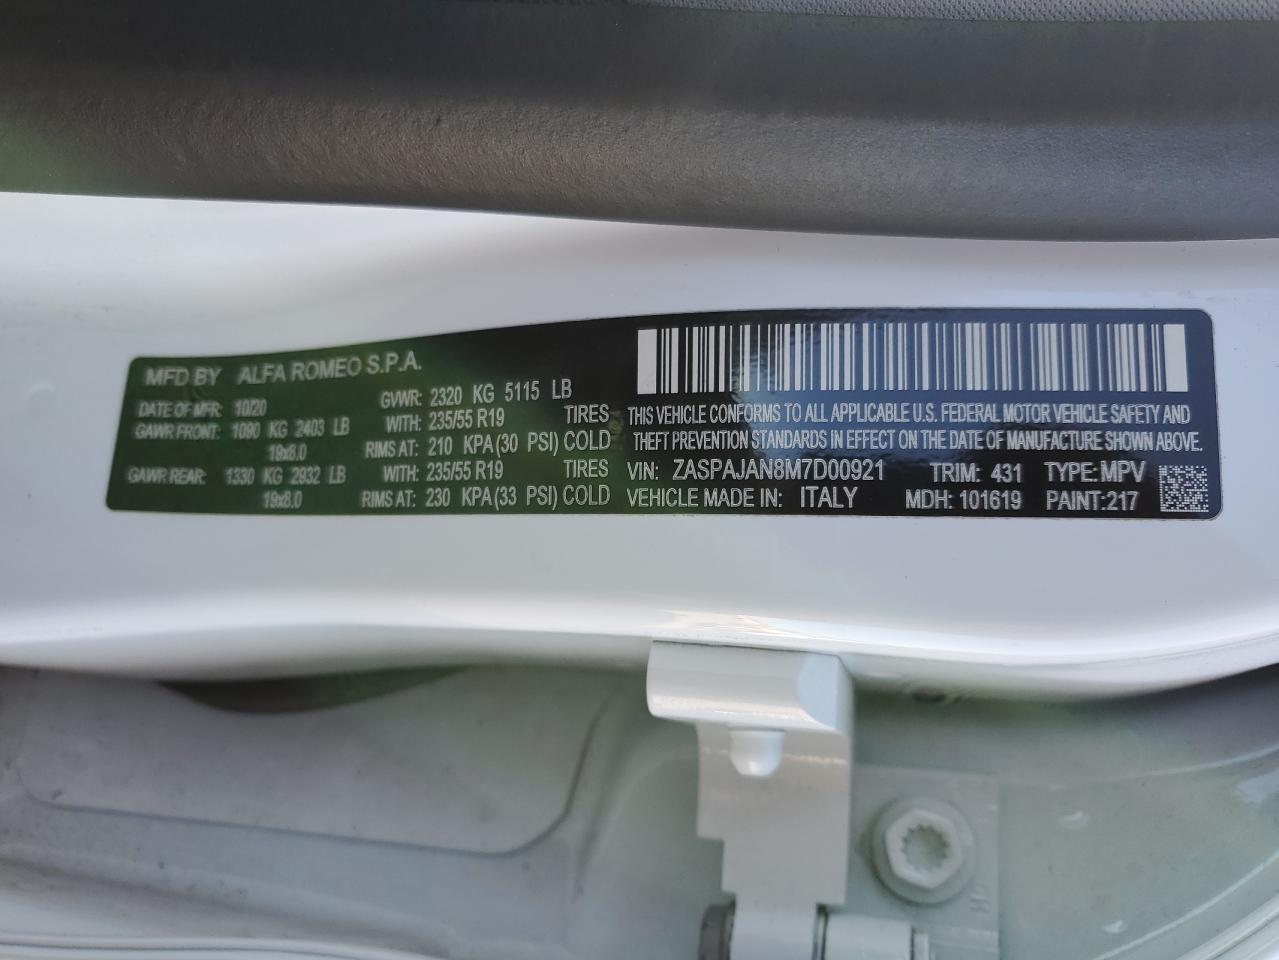 MFD BY ALFA ROMEO S.P.A.
DATE OF MFR: 10/20 GVWR: 2320 KG 5115 LB
GAWR FRONT: 1090 KG 2403 LB WITH: 235/55 R19 TIRES
19x8.0 RIMS AT: 210 KPA(30 PSI) COLD
GAWR REAR: 1330 KG 2932 LB WITH: 235/55 R19 TIRES
19x8.0 RIMS AT: 230 KPA(33 PSI) COLD
THIS VEHICLE CONFORMS TO ALL APPLICABLE U.S. FEDERAL MOTOR VEHICLE SAFETY AND
THEFT PREVENTION STANDARDS IN EFFECT ON THE DATE OF MANUFACTURE SHOWN ABOVE.
VIN: ZASPAJAN8M7D00921 TRIM: 431 TYPE: MPV
VEHICLE MADE IN: ITALY MDH: 101619 PAINT:217